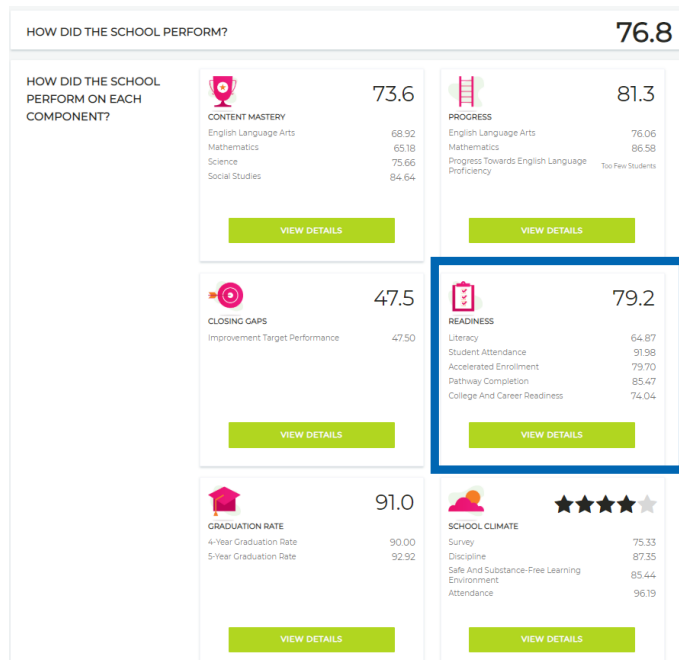 HOW DID THE SCHOOL PERFORM?
76.8
HOW DID THE SCHOOL
PERFORM ON EACH
COMPONENT?
73.6
CONTENT MASTERY
English Language Arts 68.92
Mathematics 65.18
Science 75.66
Social Studies 84.64
VIEW DETAILS
81.3
PROGRESS
English Language Arts 76.06
Mathematics 86.58
Progress Towards English Language
Proficiency
Too Few Students
VIEW DETAILS
47.5
CLOSING GAPS
Improvement Target Performance 47.50
VIEW DETAILS
79.2
READINESS
Literacy 64.87
Student Attendance 91.98
Accelerated Enrollment 79.70
Pathway Completion 85.47
College And Career Readiness 74.04
VIEW DETAILS
91.0
GRADUATION RATE
4-Year Graduation Rate 90.00
5-Year Graduation Rate 92.92
VIEW DETAILS
SCHOOL CLIMATE
Survey 75.33
Discipline 87.35
Safe And Substance-Free Learning
Environment
85.44
Attendance 96.19
VIEW DETAILS